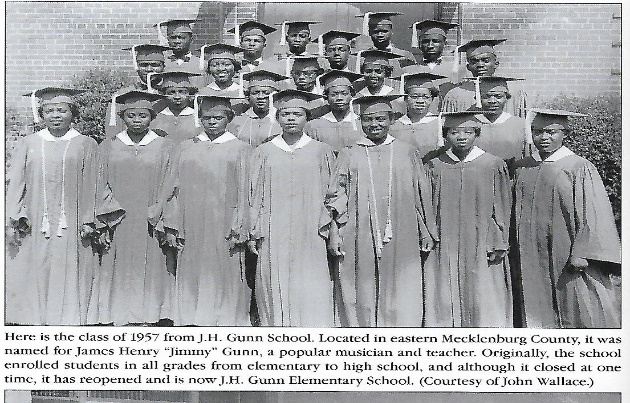 Here is the class of 1957 from J.H. Gunn School. Located in eastern Mecklenburg County, it was
named for James Henry "Jimmy" Gunn, a popular musician and teacher. Originally, the school
enrolled students in all grades from elementary to high school, and although it closed at one
time, it has reopened and is now J.H. Gunn Elementary School. (Courtesy of John Wallace.)